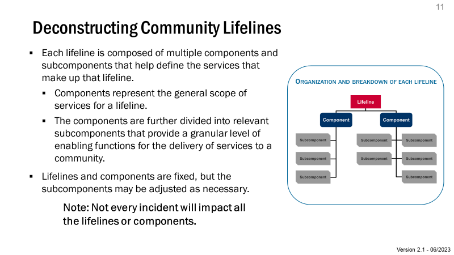 11
Deconstructing Community Lifelines
▪ Each lifeline is composed of multiple components and
subcomponents that help define the services that
make up that lifeline.
▪ Components represent the general scope of
services for a lifeline.
▪ The components are further divided into relevant
subcomponents that provide a granular level of
enabling functions for the delivery of services to a
community.
▪ Lifelines and components are fixed, but the
subcomponents may be adjusted as necessary.
Note: Not every incident will impact all
the lifelines or components.
ORGANIZATION AND BREAKDOWN OF EACH LIFELINE
Lifeline
Component Component
Subcomponent Subcomponent Subcomponent
Subcomponent Subcomponent Subcomponent
Subcomponent Subcomponent
Version 2.1 - 06/2023